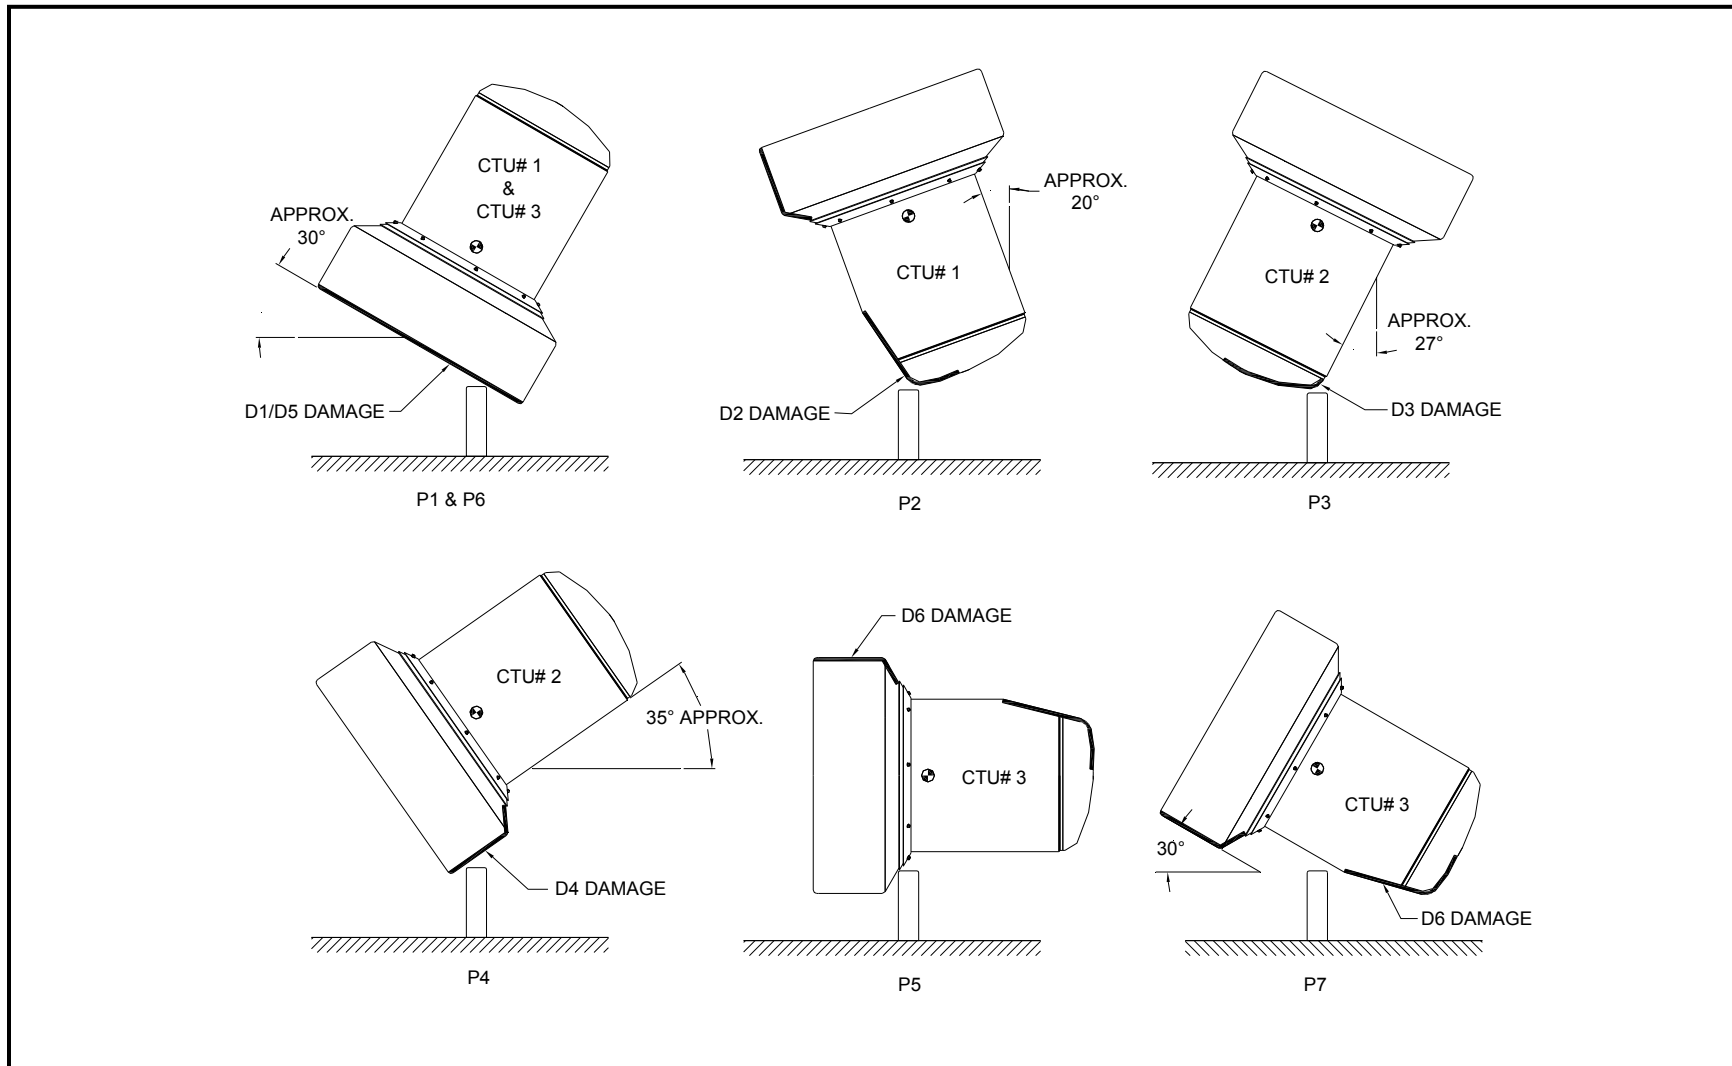 CTU# 1
&
CTU# 3
APPROX.
30°
D1/D5 DAMAGE
P1 & P6
APPROX.
20°
CTU# 1
D2 DAMAGE
P2
CTU# 2
APPROX.
27°
D3 DAMAGE
P3
CTU# 2
35° APPROX.
D4 DAMAGE
P4
D6 DAMAGE
CTU# 3
P5
CTU# 3
30°
D6 DAMAGE
P7